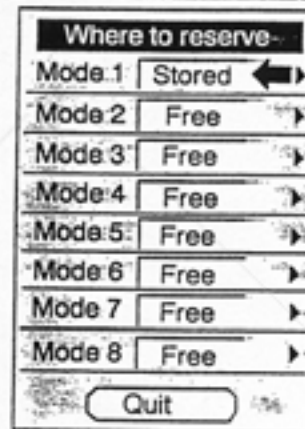 Where to reserve
Mode 1 Stored
Mode 2 Free
Mode 3 Free
Mode 4 Free
Mode 5 Free
Mode 6 Free
Mode 7 Free
Mode 8 Free
Quit